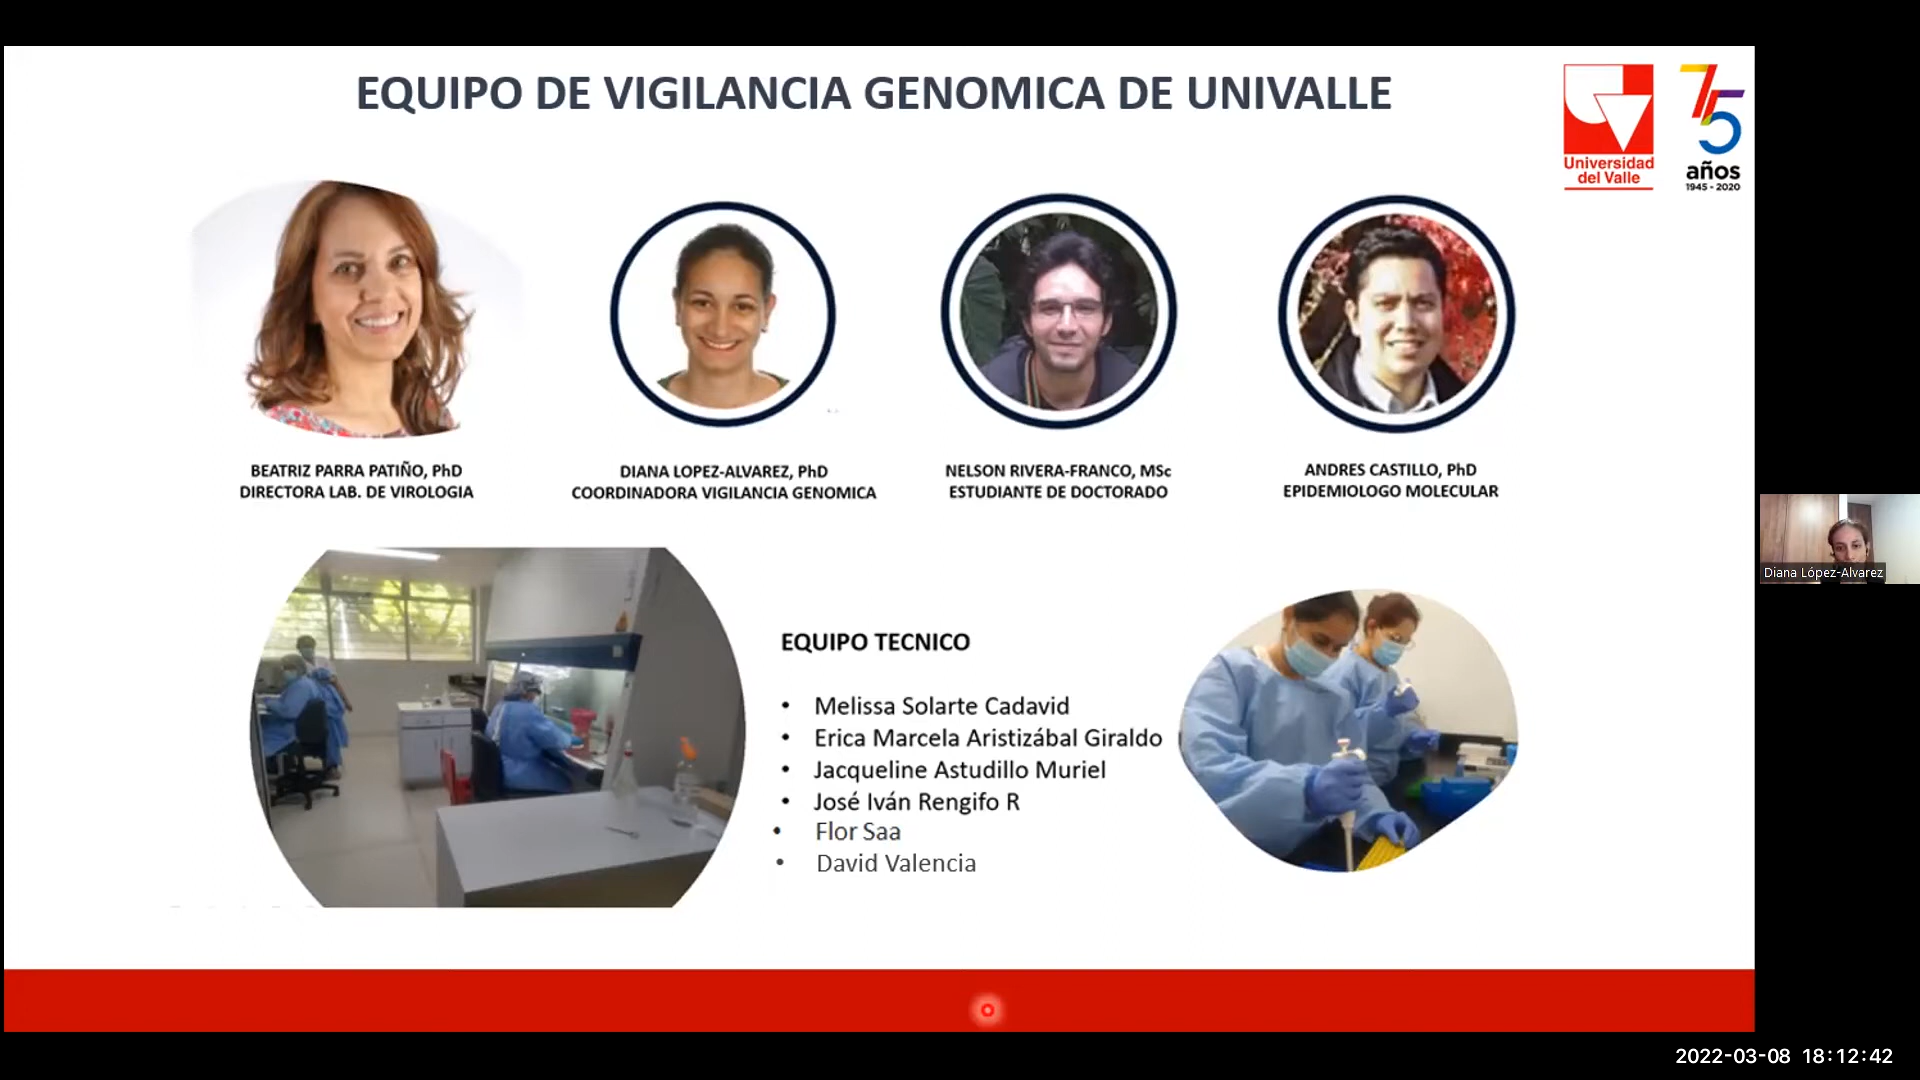 EQUIPO DE VIGILANCIA GENOMICA DE UNIVALLE
Universidad
del Valle
75
años
1945 - 2020
BEATRIZ PARRA PATIÑO, PhD
DIRECTORA LAB. DE VIROLOGIA
DIANA LOPEZ-ALVAREZ, PhD
COORDINADORA VIGILANCIA GENOMICA
NELSON RIVERA-FRANCO, MSc
ESTUDIANTE DE DOCTORADO
ANDRES CASTILLO, PhD
EPIDEMIOLOGO MOLECULAR
Diana López-Alvarez
EQUIPO TECNICO
• Melissa Solarte Cadavid
• Erica Marcela Aristizábal Giraldo
• Jacqueline Astudillo Muriel
• José Iván Rengifo R
• Flor Saa
• David Valencia
2022-03-08 18:12:42